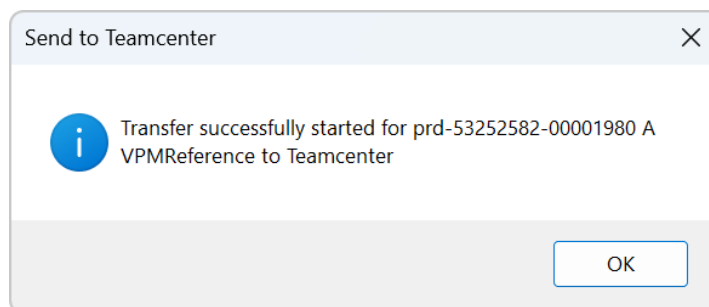 Send to Teamcenter
Transfer successfully started for prd-53252582-00001980 A
VPMReference to Teamcenter
OK